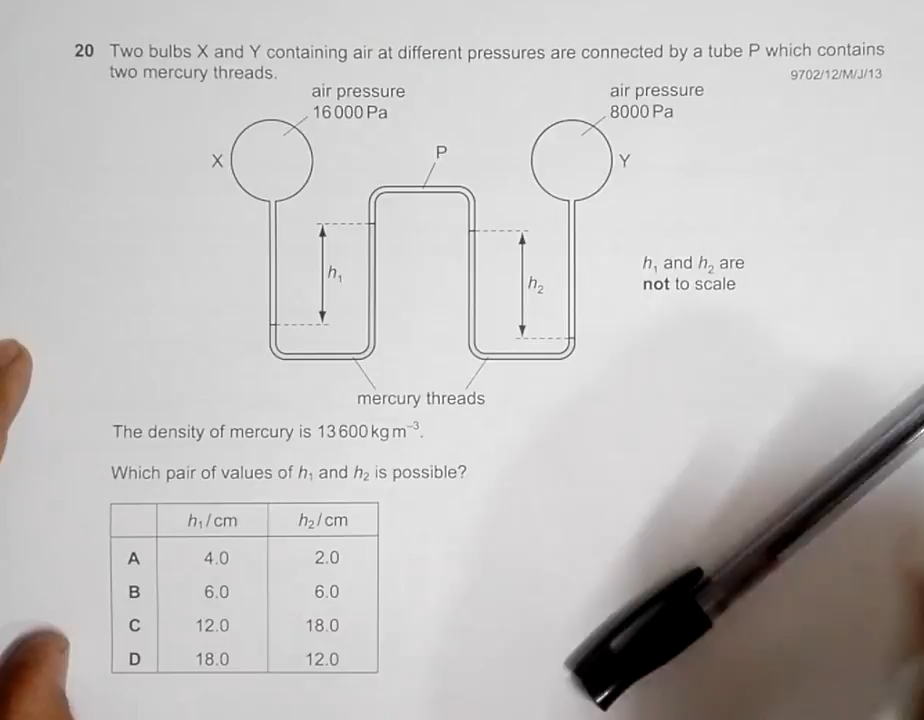 20 Two bulbs X and Y containing air at different pressures are connected by a tube P which contains
two mercury threads.
9702/12/M/J/13
air pressure
16 000 Pa
air pressure
8000 Pa
X
P
Y
h₁
h₂
h₁ and h₂ are
not to scale
mercury threads
The density of mercury is 13 600 kg m⁻³.
Which pair of values of h₁ and h₂ is possible?
h₁/cm h₂/cm
A 4.0 2.0
B 6.0 6.0
C 12.0 18.0
D 18.0 12.0